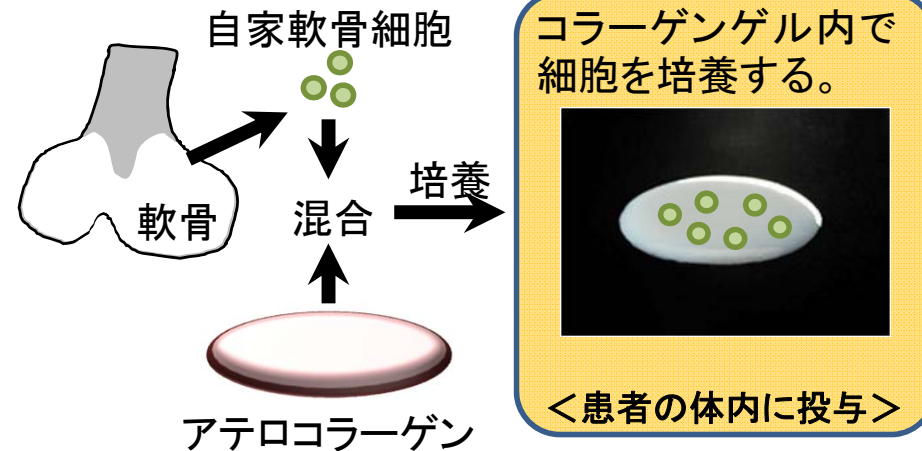 自家軟骨細胞
軟骨
混合
培養
アテロコラーゲン
コラーゲンゲル内で
細胞を培養する。
＜患者の体内に投与＞